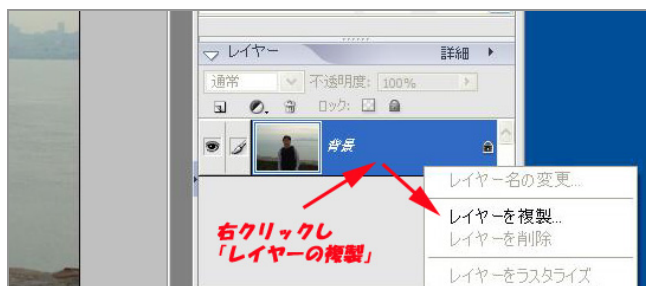 レイヤー 詳細
通常 不透明度: 100%
ロック:
背景
レイヤー名の変更...
レイヤーを複製...
レイヤーを削除
レイヤーをラスタライズ
右クリックし
「レイヤーの複製」